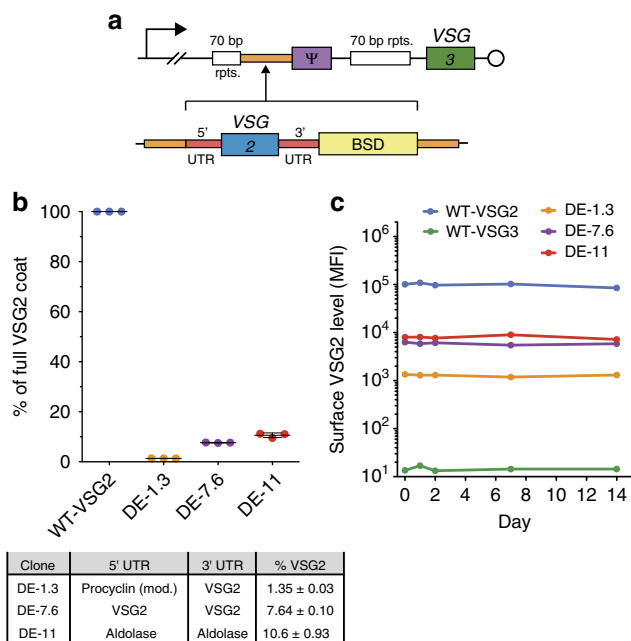 a
70 bp
rpts.
Ψ
70 bp rpts.
VSG
3
VSG
5'
UTR
2
3'
UTR
BSD
b
% of full VSG2 coat
100
80
60
40
20
0
WT-VSG2
DE-1.3
DE-7.6
DE-11
c
WT-VSG2
WT-VSG3
DE-1.3
DE-7.6
DE-11
Surface VSG2 level (MFI)
10⁶
10⁵
10⁴
10³
10¹
0 2 4 6 8 10 12 14
Day
Clone 5' UTR 3' UTR % VSG2
DE-1.3 Procyclin (mod.) VSG2 1.35 ± 0.03
DE-7.6 VSG2 VSG2 7.64 ± 0.10
DE-11 Aldolase Aldolase 10.6 ± 0.93